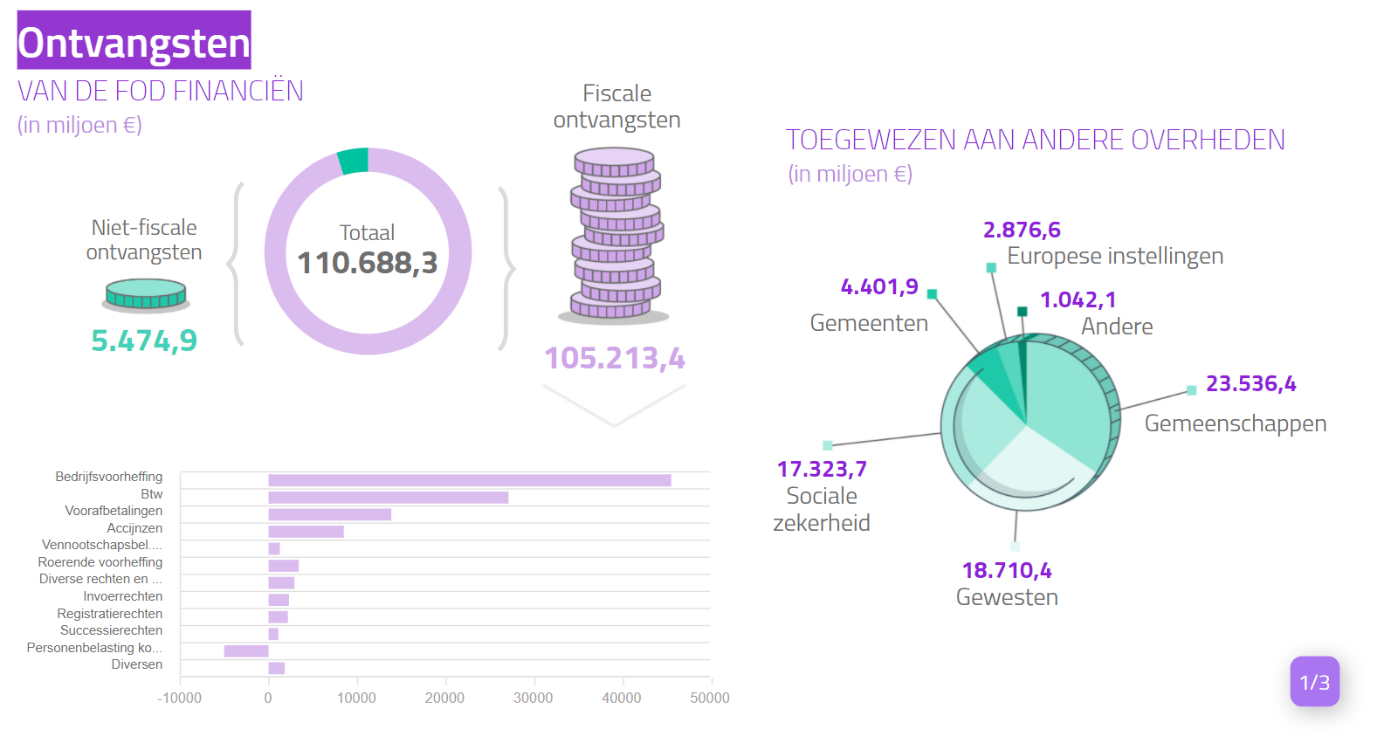 Ontvangsten
VAN DE FOD FINANCIËN
(in miljoen €)
Niet-fiscale
ontvangsten
5.474,9
Totaal
110.688,3
Fiscale
ontvangsten
105.213,4
Bedrijfsvoorheffing
Btw
Voorafbetalingen
Accijnzen
Vennootschapsbel....
Roerende voorheffing
Diverse rechten en ...
Invoerrechten
Registratierechten
Successierechten
Personenbelasting ko...
Diversen
-10000 0 10000 20000 30000 40000 50000
TOEGEWEZEN AAN ANDERE OVERHEDEN
(in miljoen €)
2.876,6
Europese instellingen
4.401,9
Gemeenten
1.042,1
Andere
23.536,4
Gemeenschappen
17.323,7
Sociale
zekerheid
18.710,4
Gewesten
1/3